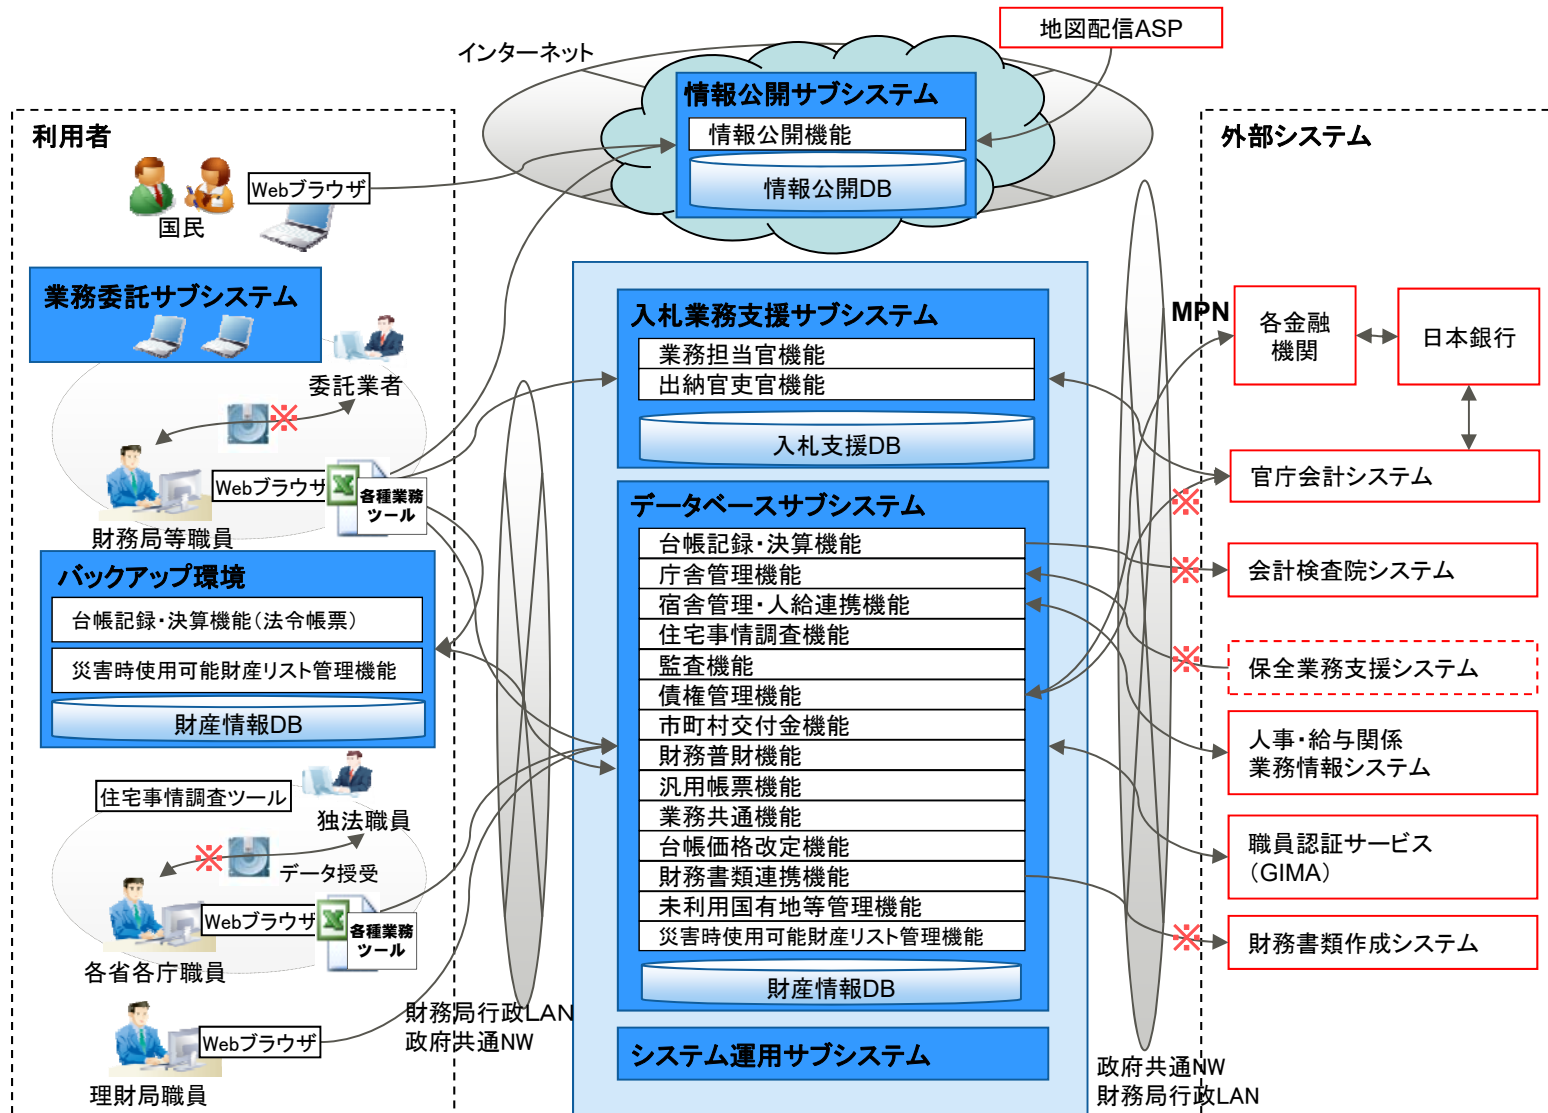 地図配信ASP
インターネット
情報公開サブシステム
情報公開機能
情報公開DB
利用者
Webブラウザ
国民
業務委託サブシステム
委託業者
※
Webブラウザ
各種業務
ツール
財務局等職員
バックアップ環境
台帳記録・決算機能(法令帳票)
災害時使用可能財産リスト管理機能
財産情報DB
住宅事情調査ツール
独法職員
※
データ授受
Webブラウザ
各種業務
ツール
各省各庁職員
Webブラウザ
理財局職員
財務局行政LAN
政府共通NW
入札業務支援サブシステム
業務担当官機能
出納官吏官機能
入札支援DB
データベースサブシステム
台帳記録・決算機能
庁舎管理機能
宿舎管理・人給連携機能
住宅事情調査機能
監査機能
債権管理機能
市町村交付金機能
財務普財機能
汎用帳票機能
業務共通機能
台帳価格改定機能
財務書類連携機能
未利用国有地等管理機能
災害時使用可能財産リスト管理機能
財産情報DB
システム運用サブシステム
政府共通NW
財務局行政LAN
外部システム
MPN
各金融
機関
日本銀行
官庁会計システム
※
会計検査院システム
※
保全業務支援システム
※
人事・給与関係
業務情報システム
職員認証サービス
(GIMA)
財務書類作成システム
※